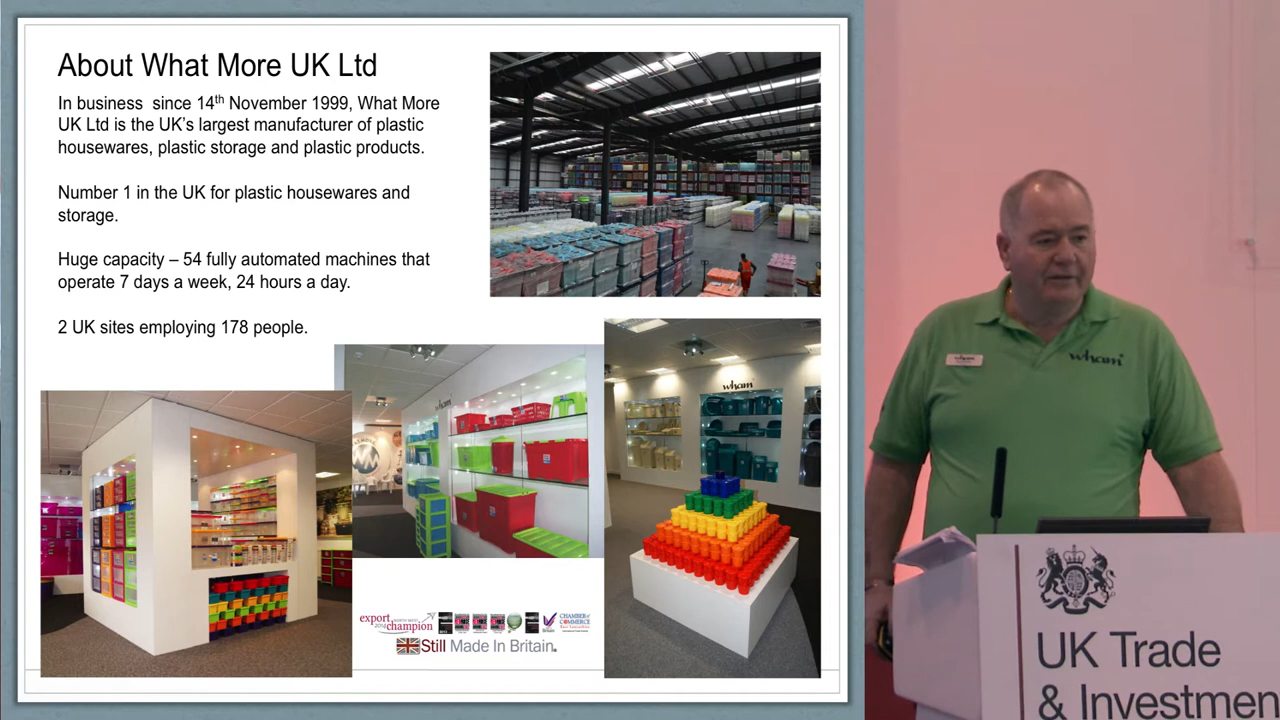 About What More UK Ltd
In business since 14th November 1999, What More
UK Ltd is the UK's largest manufacturer of plastic
housewares, plastic storage and plastic products.
Number 1 in the UK for plastic housewares and
storage.
Huge capacity – 54 fully automated machines that
operate 7 days a week, 24 hours a day.
2 UK sites employing 178 people.
wham
wham
export
champion
CHAMBER OF
COMMERCE
Still Made In Britain.
wham
wham
UK Trade
& Investmen